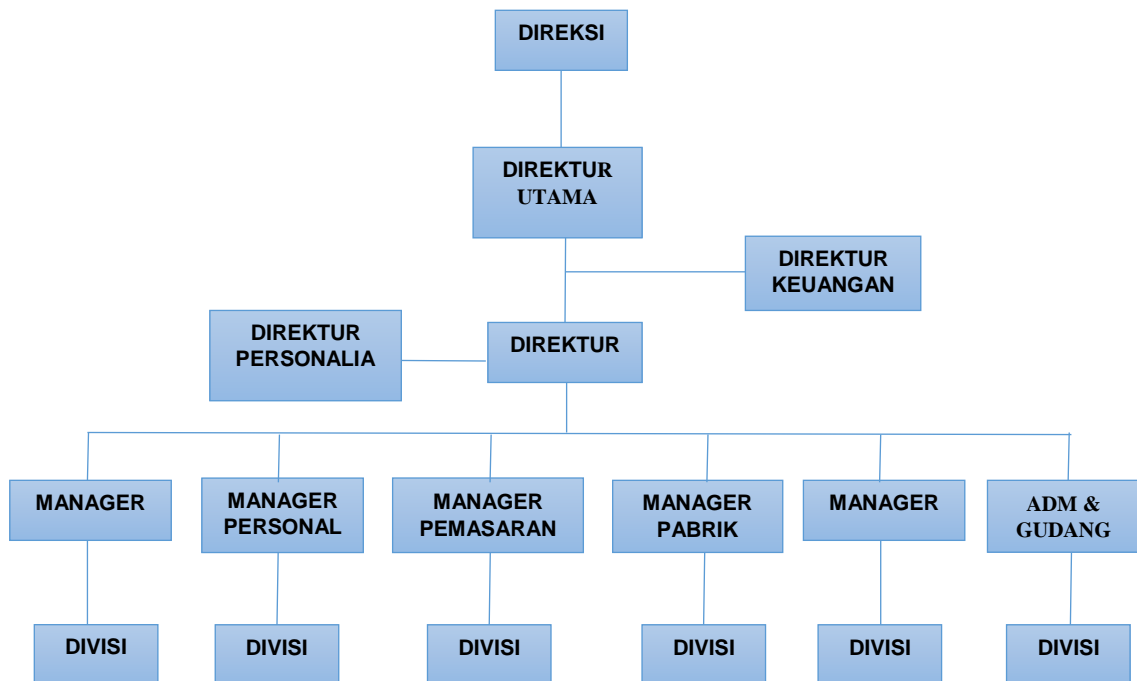 DIREKSI
DIREKTUR
UTAMA
DIREKTUR
KEUANGAN
DIREKTUR
PERSONALIA
DIREKTUR
MANAGER
MANAGER
PERSONAL
MANAGER
PEMASARAN
MANAGER
PABRIK
MANAGER
ADM &
GUDANG
DIVISI
DIVISI
DIVISI
DIVISI
DIVISI
DIVISI